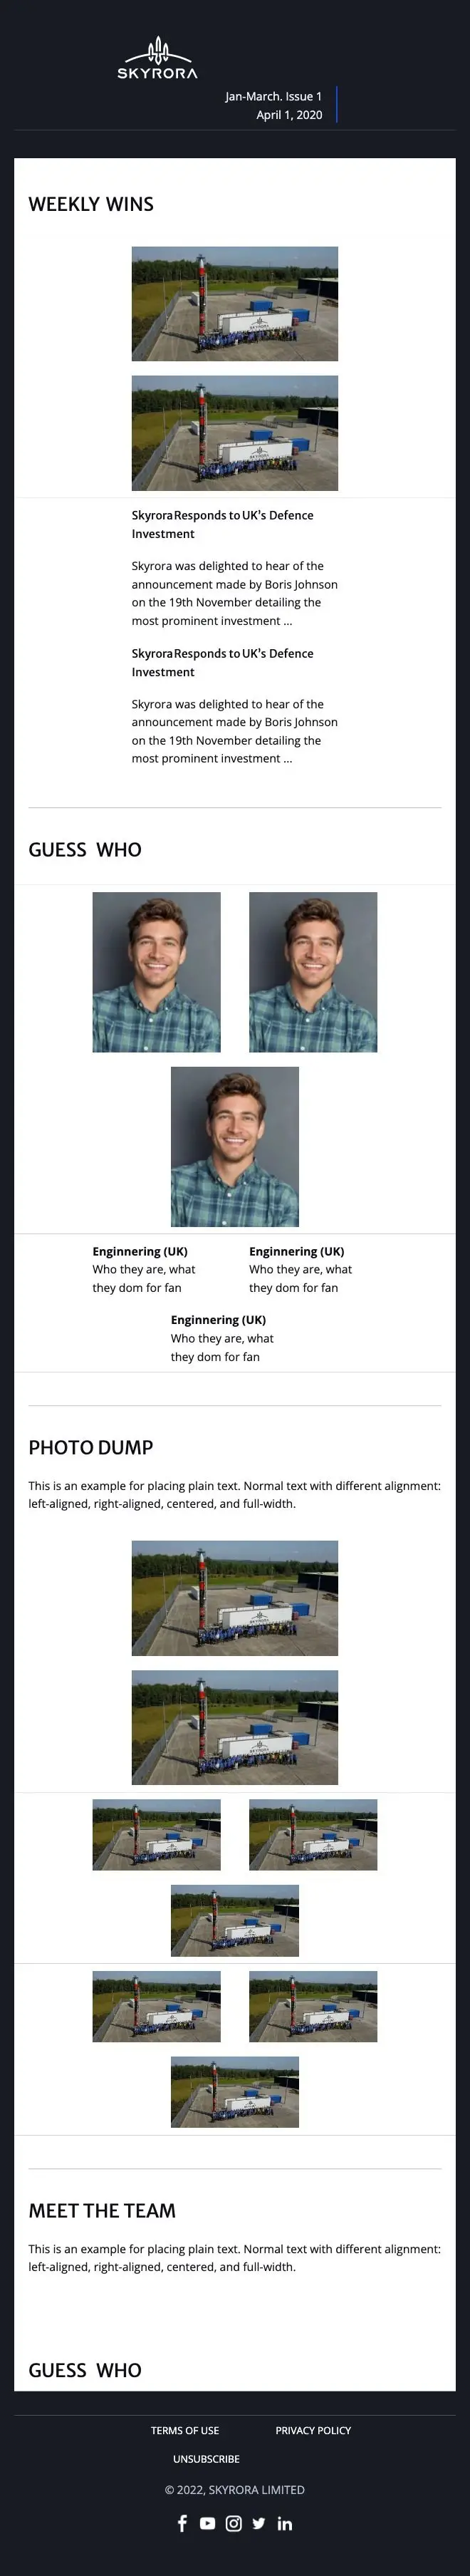 SKYRORA
Jan-March. Issue 1
April 1, 2020
WEEKLY WINS
SKYRORA
SKYRORA
Skyrora Responds to UK's Defence
Investment
Skyrora was delighted to hear of the
announcement made by Boris Johnson
on the 19th November detailing the
most prominent investment ...
Skyrora Responds to UK's Defence
Investment
Skyrora was delighted to hear of the
announcement made by Boris Johnson
on the 19th November detailing the
most prominent investment ...
GUESS WHO
Enginnering (UK)
Who they are, what
they dom for fan
Enginnering (UK)
Who they are, what
they dom for fan
Enginnering (UK)
Who they are, what
they dom for fan
PHOTO DUMP
This is an example for placing plain text. Normal text with different alignment:
left-aligned, right-aligned, centered, and full-width.
SKYRORA
SKYRORA
MEET THE TEAM
This is an example for placing plain text. Normal text with different alignment:
left-aligned, right-aligned, centered, and full-width.
GUESS WHO
TERMS OF USE
PRIVACY POLICY
UNSUBSCRIBE
© 2022, SKYRORA LIMITED